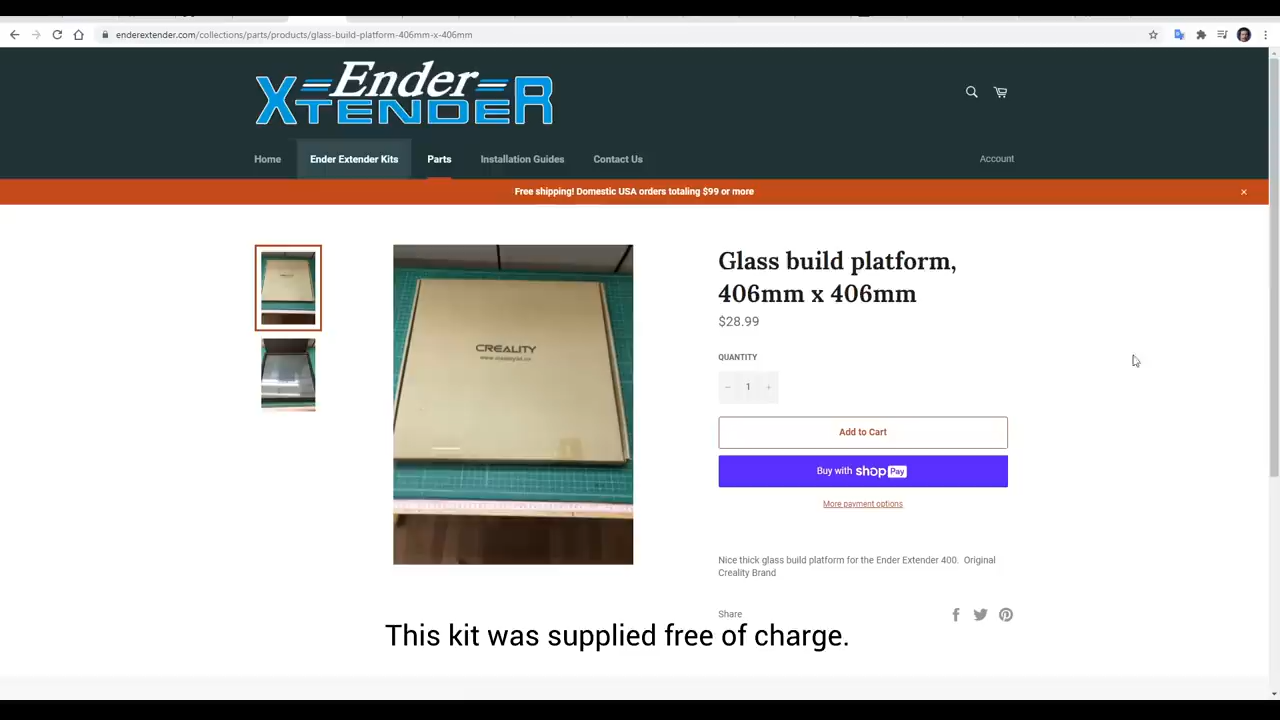 enderextender.com/collections/parts/products/glass-build-platform-406mm-x-406mm
Ender
XTENDER
Home
Ender Extender Kits
Parts
Installation Guides
Contact Us
Account
Free shipping! Domestic USA orders totaling $99 or more
×
CREALITY
Glass build platform,
406mm x 406mm
$28.99
QUANTITY
− 1 +
Add to Cart
Buy with shop Pay
More payment options
Nice thick glass build platform for the Ender Extender 400. Original
Creality Brand
Share
This kit was supplied free of charge.